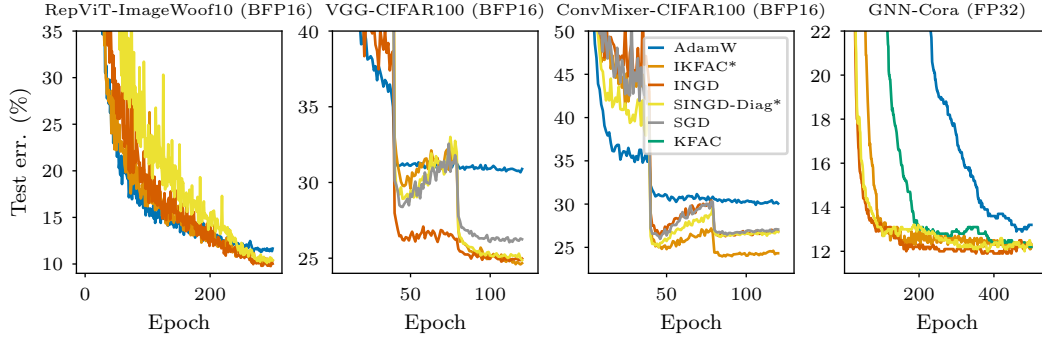 RepViT-ImageWoof10 (BFP16)
VGG-CIFAR100 (BFP16)
ConvMixer-CIFAR100 (BFP16)
GNN-Cora (FP32)
Test err. (%)
35
30
25
20
15
10
0
200
Epoch
40
35
30
25
50
100
Epoch
50
45
40
35
30
25
50
100
Epoch
AdamW
IKFAC*
INGD
SINGD-Diag*
SGD
KFAC
22
20
18
16
14
12
200
400
Epoch